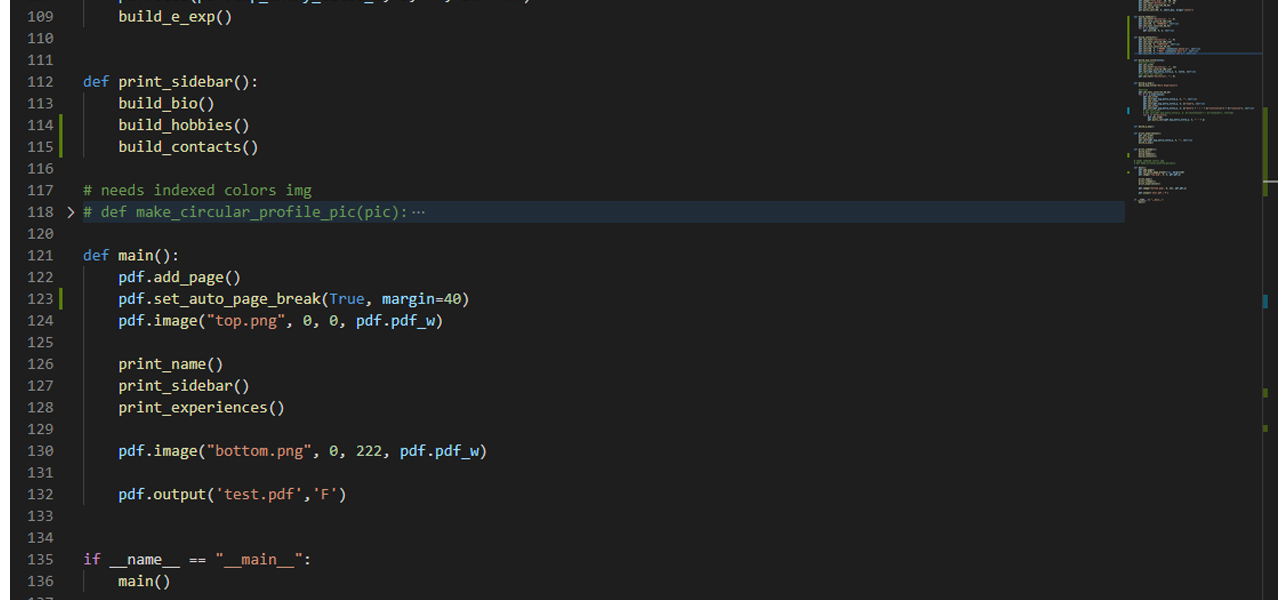 109 build_e_exp()
110
111
112 def print_sidebar():
113 build_bio()
114 build_hobbies()
115 build_contacts()
116
117 # needs indexed colors img
118 # def make_circular_profile_pic(pic):···
120
121 def main():
122 pdf.add_page()
123 pdf.set_auto_page_break(True, margin=40)
124 pdf.image("top.png", 0, 0, pdf.pdf_w)
125
126 print_name()
127 print_sidebar()
128 print_experiences()
129
130 pdf.image("bottom.png", 0, 222, pdf.pdf_w)
131
132 pdf.output('test.pdf','F')
133
134
135 if __name__ == "__main__":
136 main()